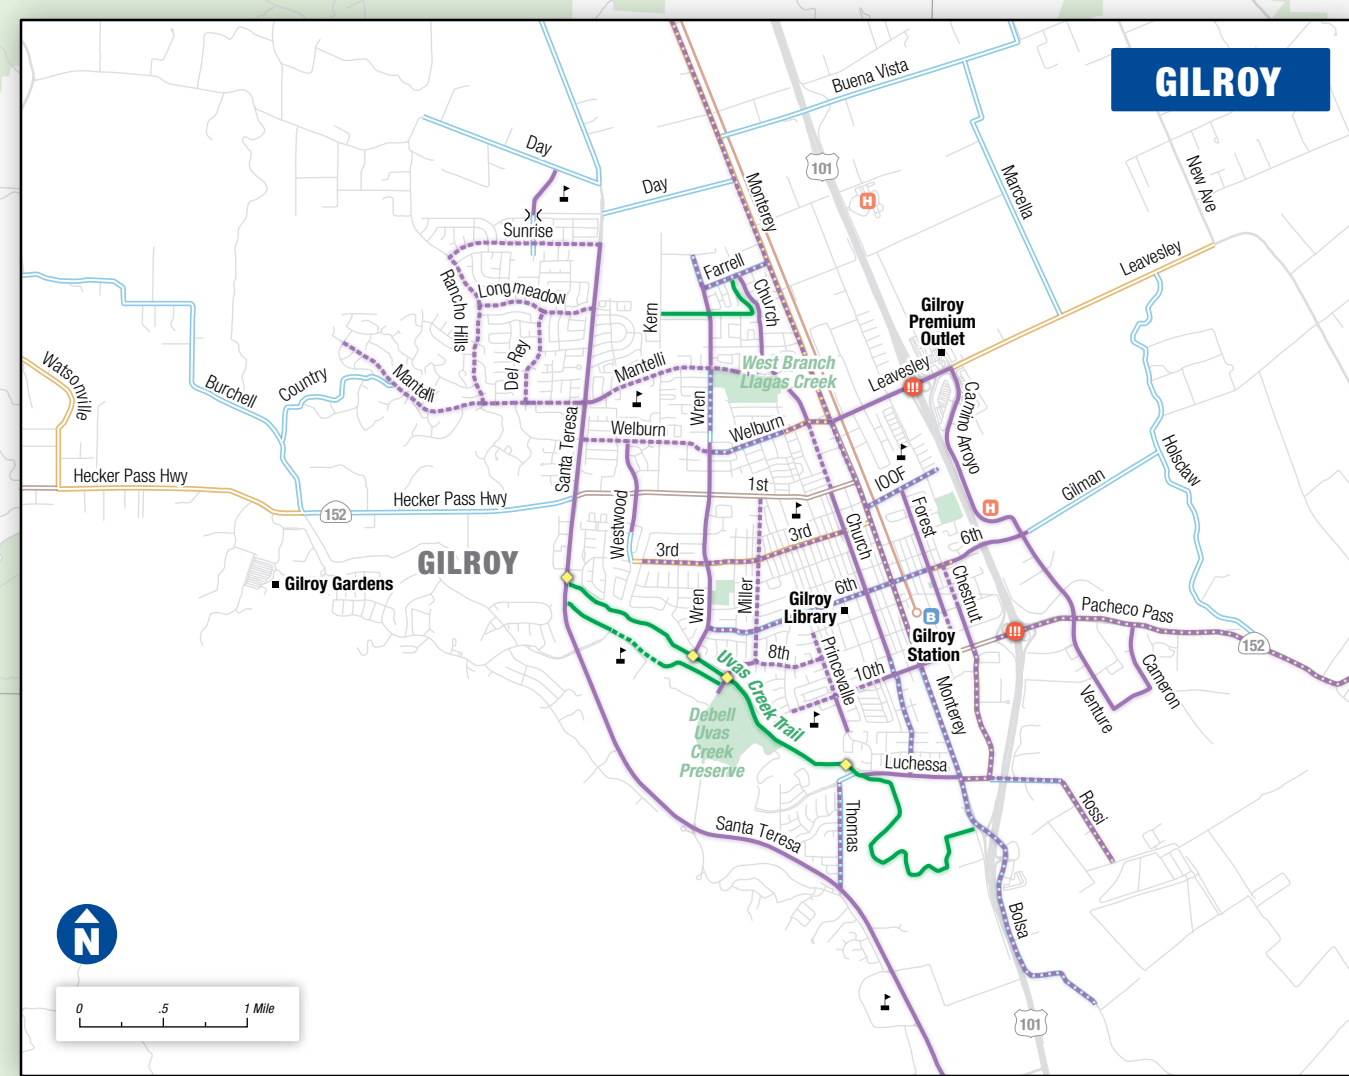 GILROY
Buena Vista
Day
101
Day
Monterey
Marcella
New Ave
H
Sunrise
Leavesley
Farrell
Rancho Hills
Longmeadow
Church
Kern
Gilroy
Premium
Outlet
Del Rey
Watsonville
Burchell
Country
Mantelli
Mantelli
West Branch
Llagas Creek
Leavesley
!!!
Camino Arroyo
Wren
Santa Teresa
Welburn
Welburn
Holsclaw
Hecker Pass Hwy
Hecker Pass Hwy
152
1st
IOOF
Gilman
Westwood
Church
Forest
H
3rd
3rd
6th
GILROY
Gilroy Gardens
Wren
Miller
6th
Chestnut
Gilroy
Library
B
Gilroy
Station
!!!
Pacheco Pass
152
8th
Princevalle
10th
Uvas Creek Trail
Monterey
Venture
Cameron
Debell
Uvas
Creek
Preserve
Luchessa
Thomas
Rossi
Santa Teresa
Bolsa
N
0 .5 1 Mile
101